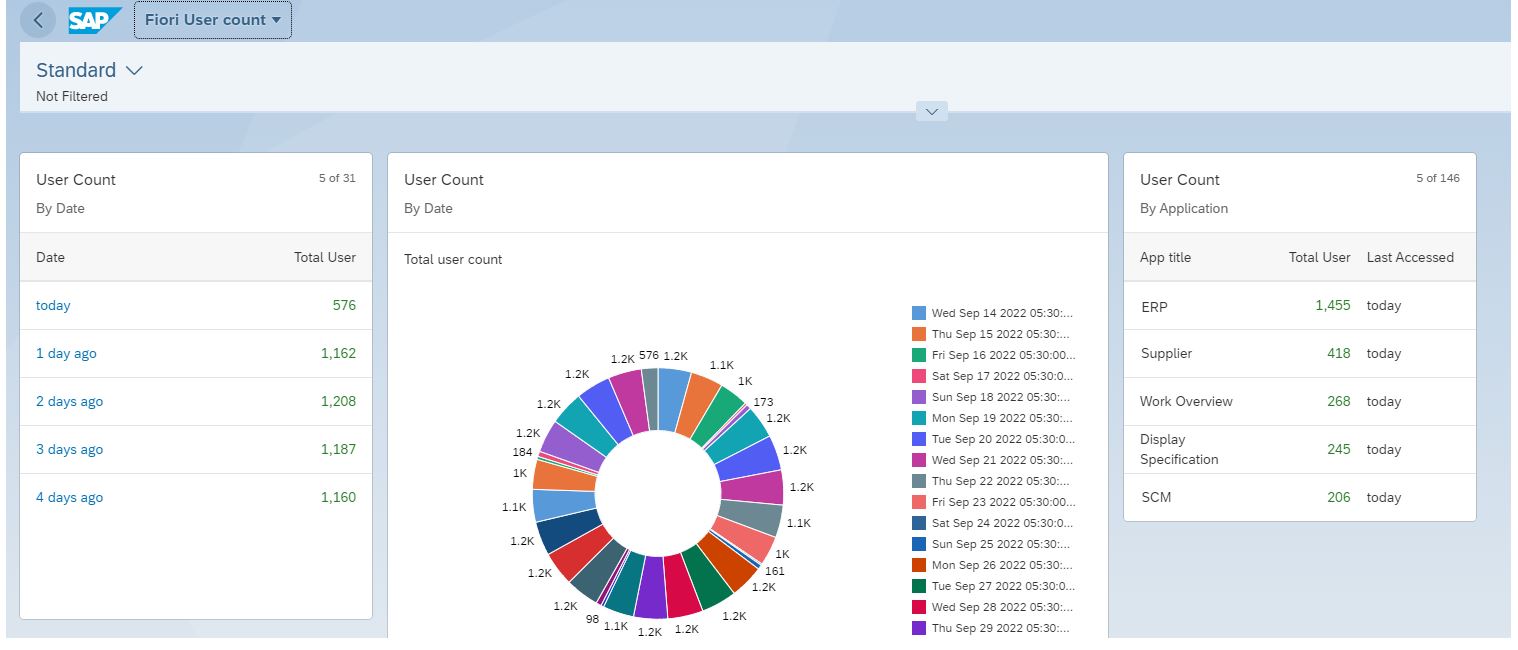 SAP Fiori User count
Standard
Not Filtered
User Count 5 of 31
By Date
Date Total User
today 576
1 day ago 1,162
2 days ago 1,208
3 days ago 1,187
4 days ago 1,160
User Count
By Date
Total user count
1.2K 576 1.2K
1.2K 1.1K
1K
1.2K 173
1.2K
1.2K 1.2K
184
1K 1.2K
1.1K 1.1K
1.2K 1K
1.2K 161
1.2K
1.2K 1.2K
98 1.1K 1.2K 1.2K
Wed Sep 14 2022 05:30:...
Thu Sep 15 2022 05:30:...
Fri Sep 16 2022 05:30:00...
Sat Sep 17 2022 05:30:0...
Sun Sep 18 2022 05:30:...
Mon Sep 19 2022 05:30:...
Tue Sep 20 2022 05:30:0...
Wed Sep 21 2022 05:30:...
Thu Sep 22 2022 05:30:...
Fri Sep 23 2022 05:30:00...
Sat Sep 24 2022 05:30:0...
Sun Sep 25 2022 05:30:...
Mon Sep 26 2022 05:30:...
Tue Sep 27 2022 05:30:0...
Wed Sep 28 2022 05:30:...
Thu Sep 29 2022 05:30:...
User Count 5 of 146
By Application
App title Total User Last Accessed
ERP 1,455 today
Supplier 418 today
Work Overview 268 today
Display
Specification 245 today
SCM 206 today